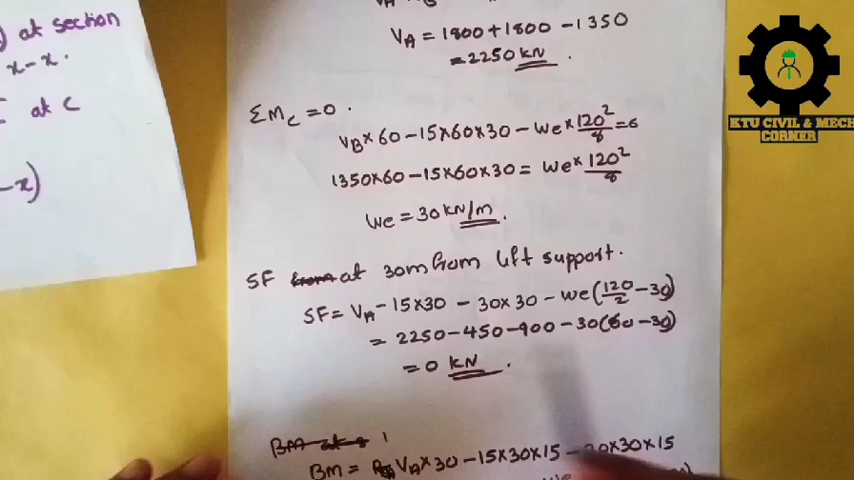 at section
x-x.
at C
-x)
VA = 1800+1800 -1350
=2250 kN.
ΣMc =0.
VB×60 -15×60×30 - we×120²/8 =6
1350×60 -15×60×30 = we×120²/8
we = 30 kN/m.
SF at 30m from left support.
SF = VA -15×30 - 30×30 - we(120/2 -30)
= 2250-450-900 -30(60 -30)
= 0 kN.
BM at
BM = VA×30 -15×30×15 -30×30×15
KTU CIVIL & MECH
CORNER